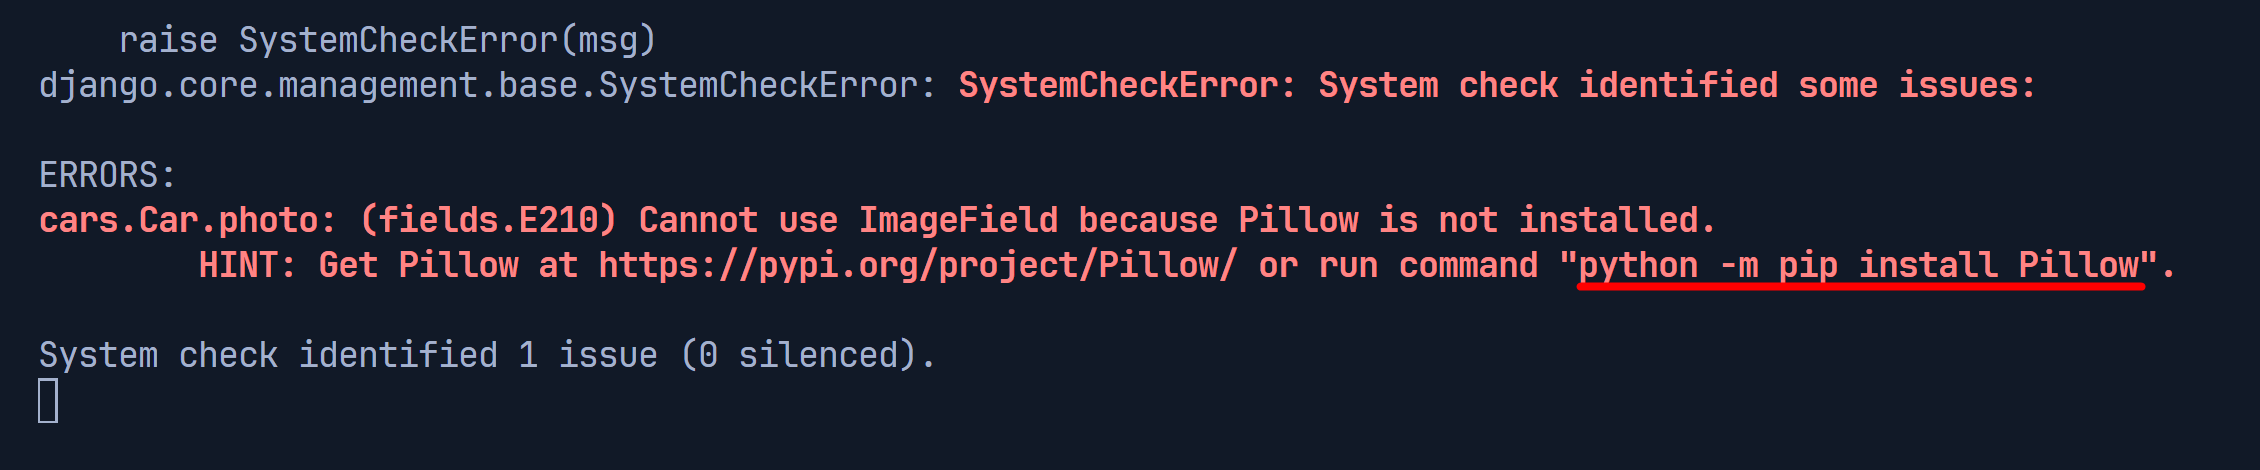 raise SystemCheckError(msg)
django.core.management.base.SystemCheckError: SystemCheckError: System check identified some issues:
ERRORS:
cars.Car.photo: (fields.E210) Cannot use ImageField because Pillow is not installed.
HINT: Get Pillow at https://pypi.org/project/Pillow/ or run command "python -m pip install Pillow".
System check identified 1 issue (0 silenced).